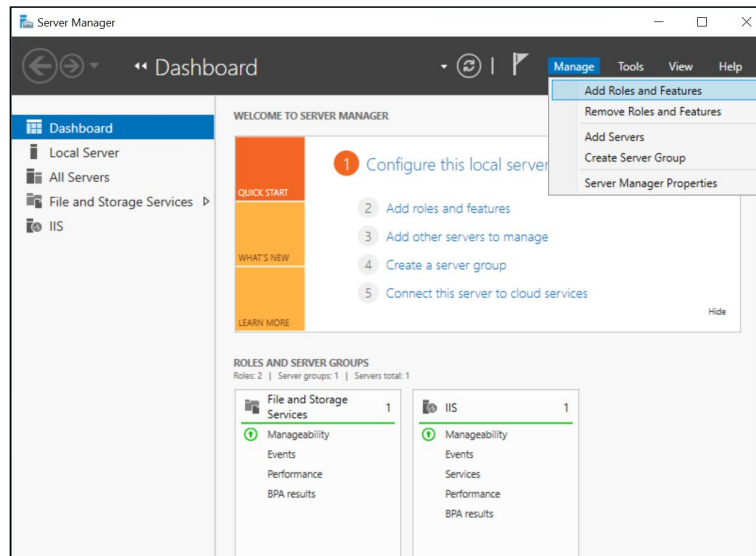 Server Manager
Dashboard
Manage Tools View Help
Add Roles and Features
Remove Roles and Features
Add Servers
Create Server Group
Server Manager Properties
Dashboard
Local Server
All Servers
File and Storage Services
IIS
WELCOME TO SERVER MANAGER
QUICK START
WHAT'S NEW
LEARN MORE
1 Configure this local server
2 Add roles and features
3 Add other servers to manage
4 Create a server group
5 Connect this server to cloud services
Hide
ROLES AND SERVER GROUPS
Roles: 2 | Server groups: 1 | Servers total: 1
File and Storage
Services 1
Manageability
Events
Performance
BPA results
IIS 1
Manageability
Events
Services
Performance
BPA results